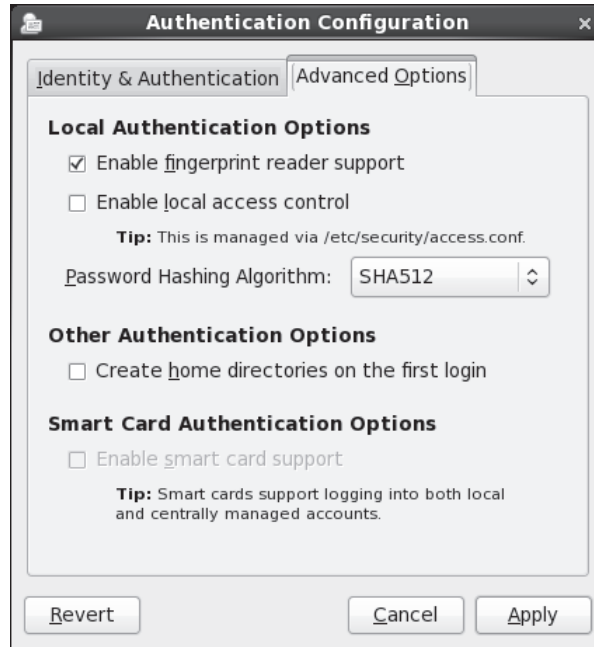 Authentication Configuration
Identity & Authentication
Advanced Options
Local Authentication Options
Enable fingerprint reader support
Enable local access control
Tip: This is managed via /etc/security/access.conf.
Password Hashing Algorithm: SHA512
Other Authentication Options
Create home directories on the first login
Smart Card Authentication Options
Enable smart card support
Tip: Smart cards support logging into both local
and centrally managed accounts.
Revert
Cancel
Apply